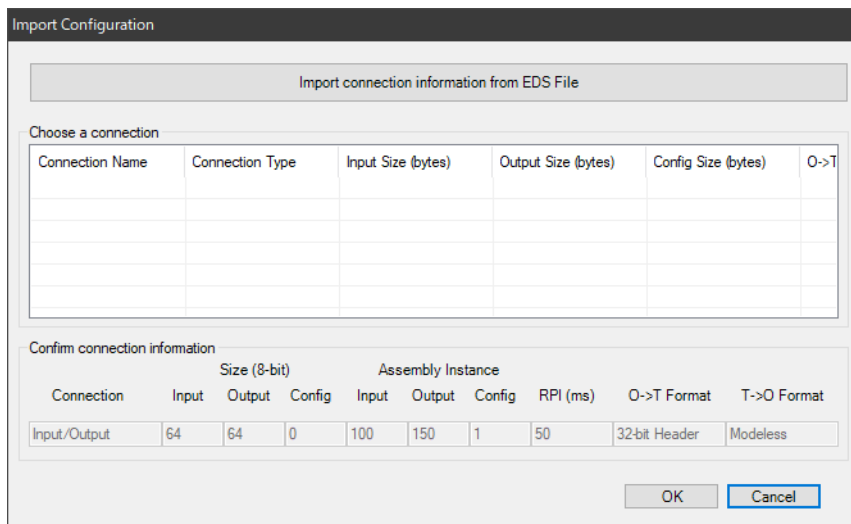 Import Configuration
Import connection information from EDS File
Choose a connection
Connection Name Connection Type Input Size (bytes) Output Size (bytes) Config Size (bytes) O->T
Confirm connection information
Size (8-bit) Assembly Instance
Connection Input Output Config Input Output Config RPI (ms) O->T Format T->O Format
Input/Output 64 64 0 100 150 1 50 32-bit Header Modeless
OK Cancel